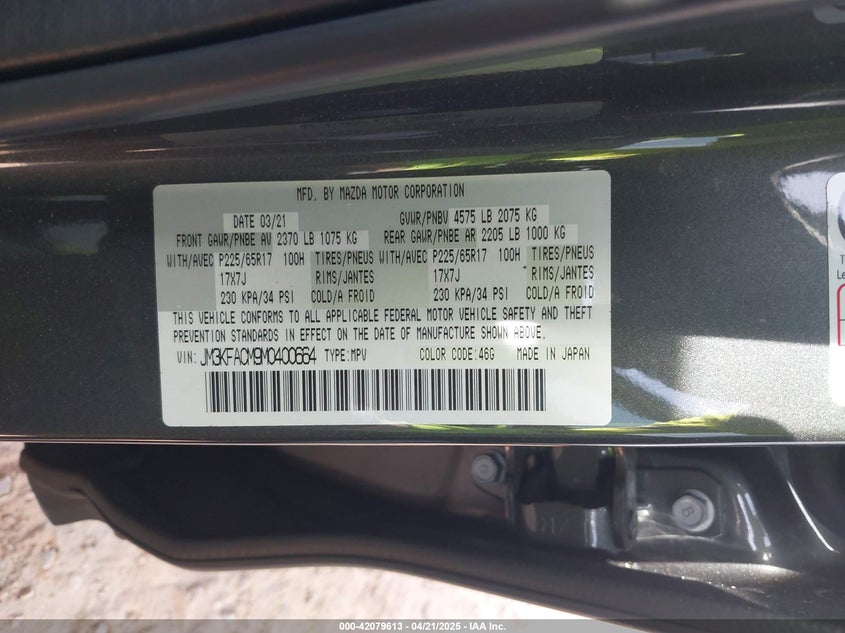 MFD. BY MAZDA MOTOR CORPORATION
DATE 03/21 GVWR/PNBV 4575 LB 2075 KG
FRONT GAWR/PNBE AV 2370 LB 1075 KG REAR GAWR/PNBE AR 2205 LB 1000 KG
WITH/AVEC P225/65R17 100H TIRES/PNEUS WITH/AVEC P225/65R17 100H TIRES/PNEUS
17X7J RIMS/JANTES 17X7J RIMS/JANTES
230 KPA/34 PSI COLD/A FROID 230 KPA/34 PSI COLD/A FROID
THIS VEHICLE CONFORMS TO ALL APPLICABLE FEDERAL MOTOR VEHICLE SAFETY AND THEFT
PREVENTION STANDARDS IN EFFECT ON THE DATE OF MANUFACTURE SHOWN ABOVE.
VIN: JM3KFACM9M0400664 TYPE:MPV COLOR CODE:46G MADE IN JAPAN
8
000-42079613 - 04/21/2025 - IAA Inc.